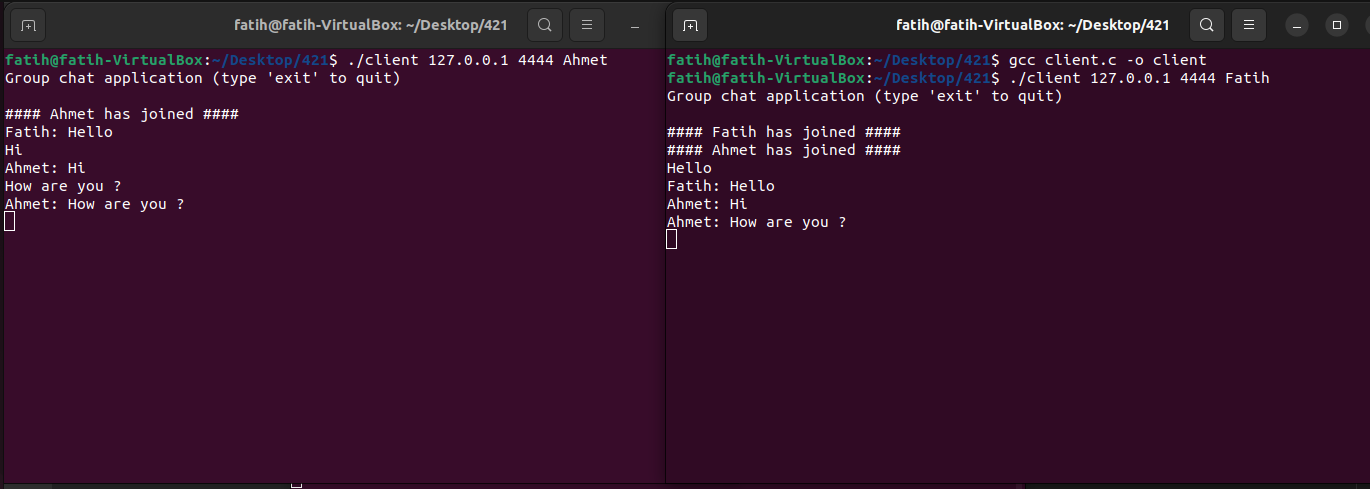 fatih@fatih-VirtualBox: ~/Desktop/421
fatih@fatih-VirtualBox:~/Desktop/421$ ./client 127.0.0.1 4444 Ahmet
Group chat application (type 'exit' to quit)
#### Ahmet has joined ####
Fatih: Hello
Hi
Ahmet: Hi
How are you ?
Ahmet: How are you ?
fatih@fatih-VirtualBox: ~/Desktop/421
fatih@fatih-VirtualBox:~/Desktop/421$ gcc client.c -o client
fatih@fatih-VirtualBox:~/Desktop/421$ ./client 127.0.0.1 4444 Fatih
Group chat application (type 'exit' to quit)
#### Fatih has joined ####
#### Ahmet has joined ####
Hello
Fatih: Hello
Ahmet: Hi
Ahmet: How are you ?